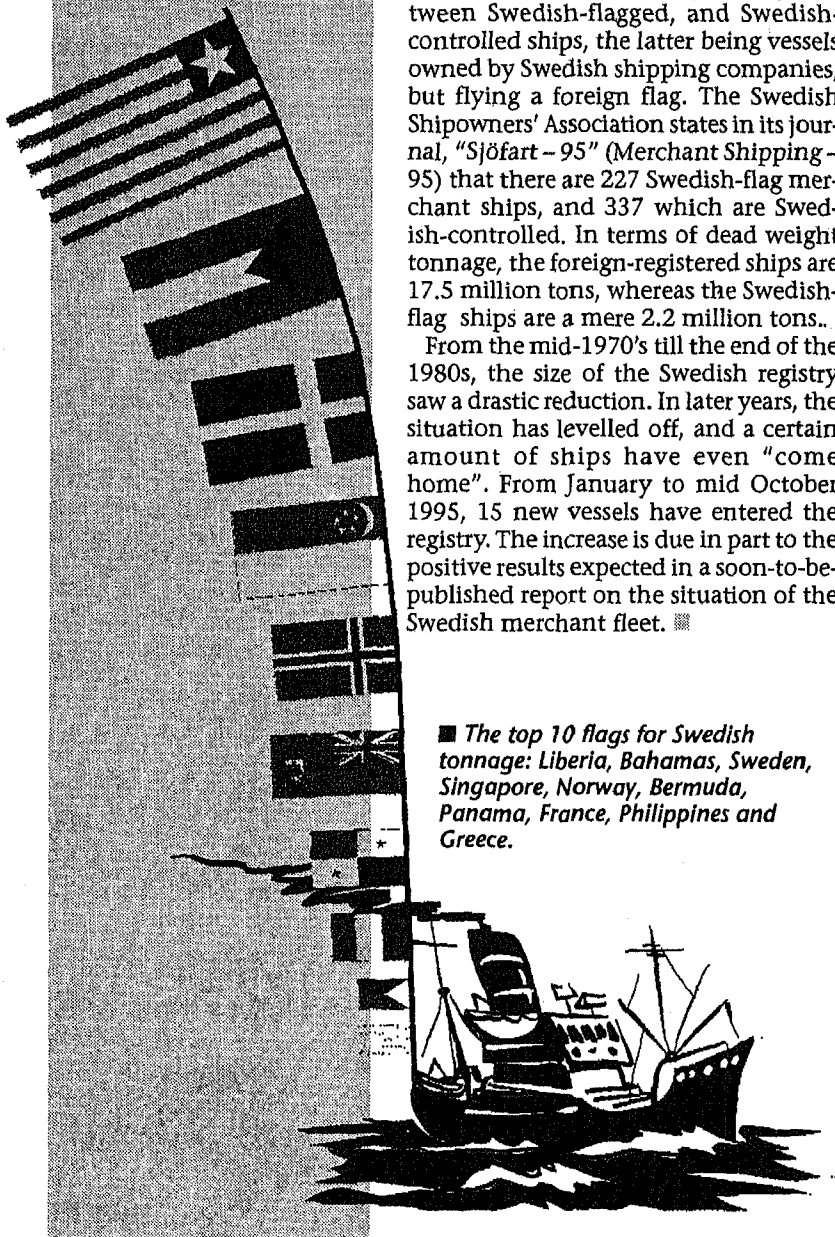 tween Swedish-flagged, and Swedish-
controlled ships, the latter being vessels
owned by Swedish shipping companies,
but flying a foreign flag. The Swedish
Shipowners' Association states in its jour-
nal, "Sjöfart – 95" (Merchant Shipping –
95) that there are 227 Swedish-flag mer-
chant ships, and 337 which are Swed-
ish-controlled. In terms of dead weight
tonnage, the foreign-registered ships are
17.5 million tons, whereas the Swedish-
flag ships are a mere 2.2 million tons..
From the mid-1970's till the end of the
1980s, the size of the Swedish registry
saw a drastic reduction. In later years, the
situation has levelled off, and a certain
amount of ships have even "come
home". From January to mid October
1995, 15 new vessels have entered the
registry. The increase is due in part to the
positive results expected in a soon-to-be-
published report on the situation of the
Swedish merchant fleet.
The top 10 flags for Swedish
tonnage: Liberia, Bahamas, Sweden,
Singapore, Norway, Bermuda,
Panama, France, Philippines and
Greece.